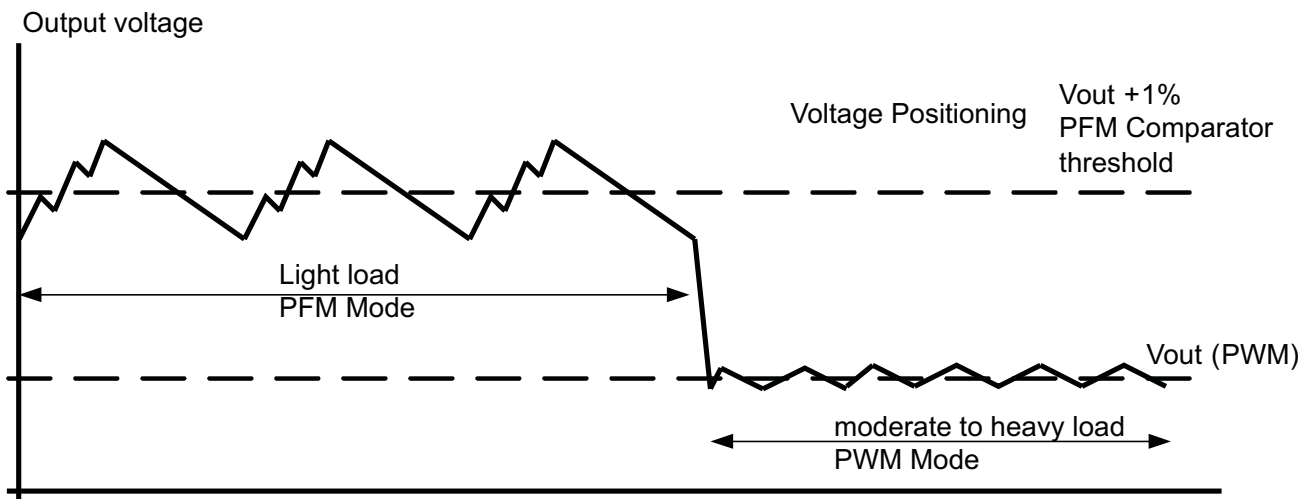 Output voltage
Voltage Positioning
Vout +1%
PFM Comparator
threshold
Light load
PFM Mode
Vout (PWM)
moderate to heavy load
PWM Mode